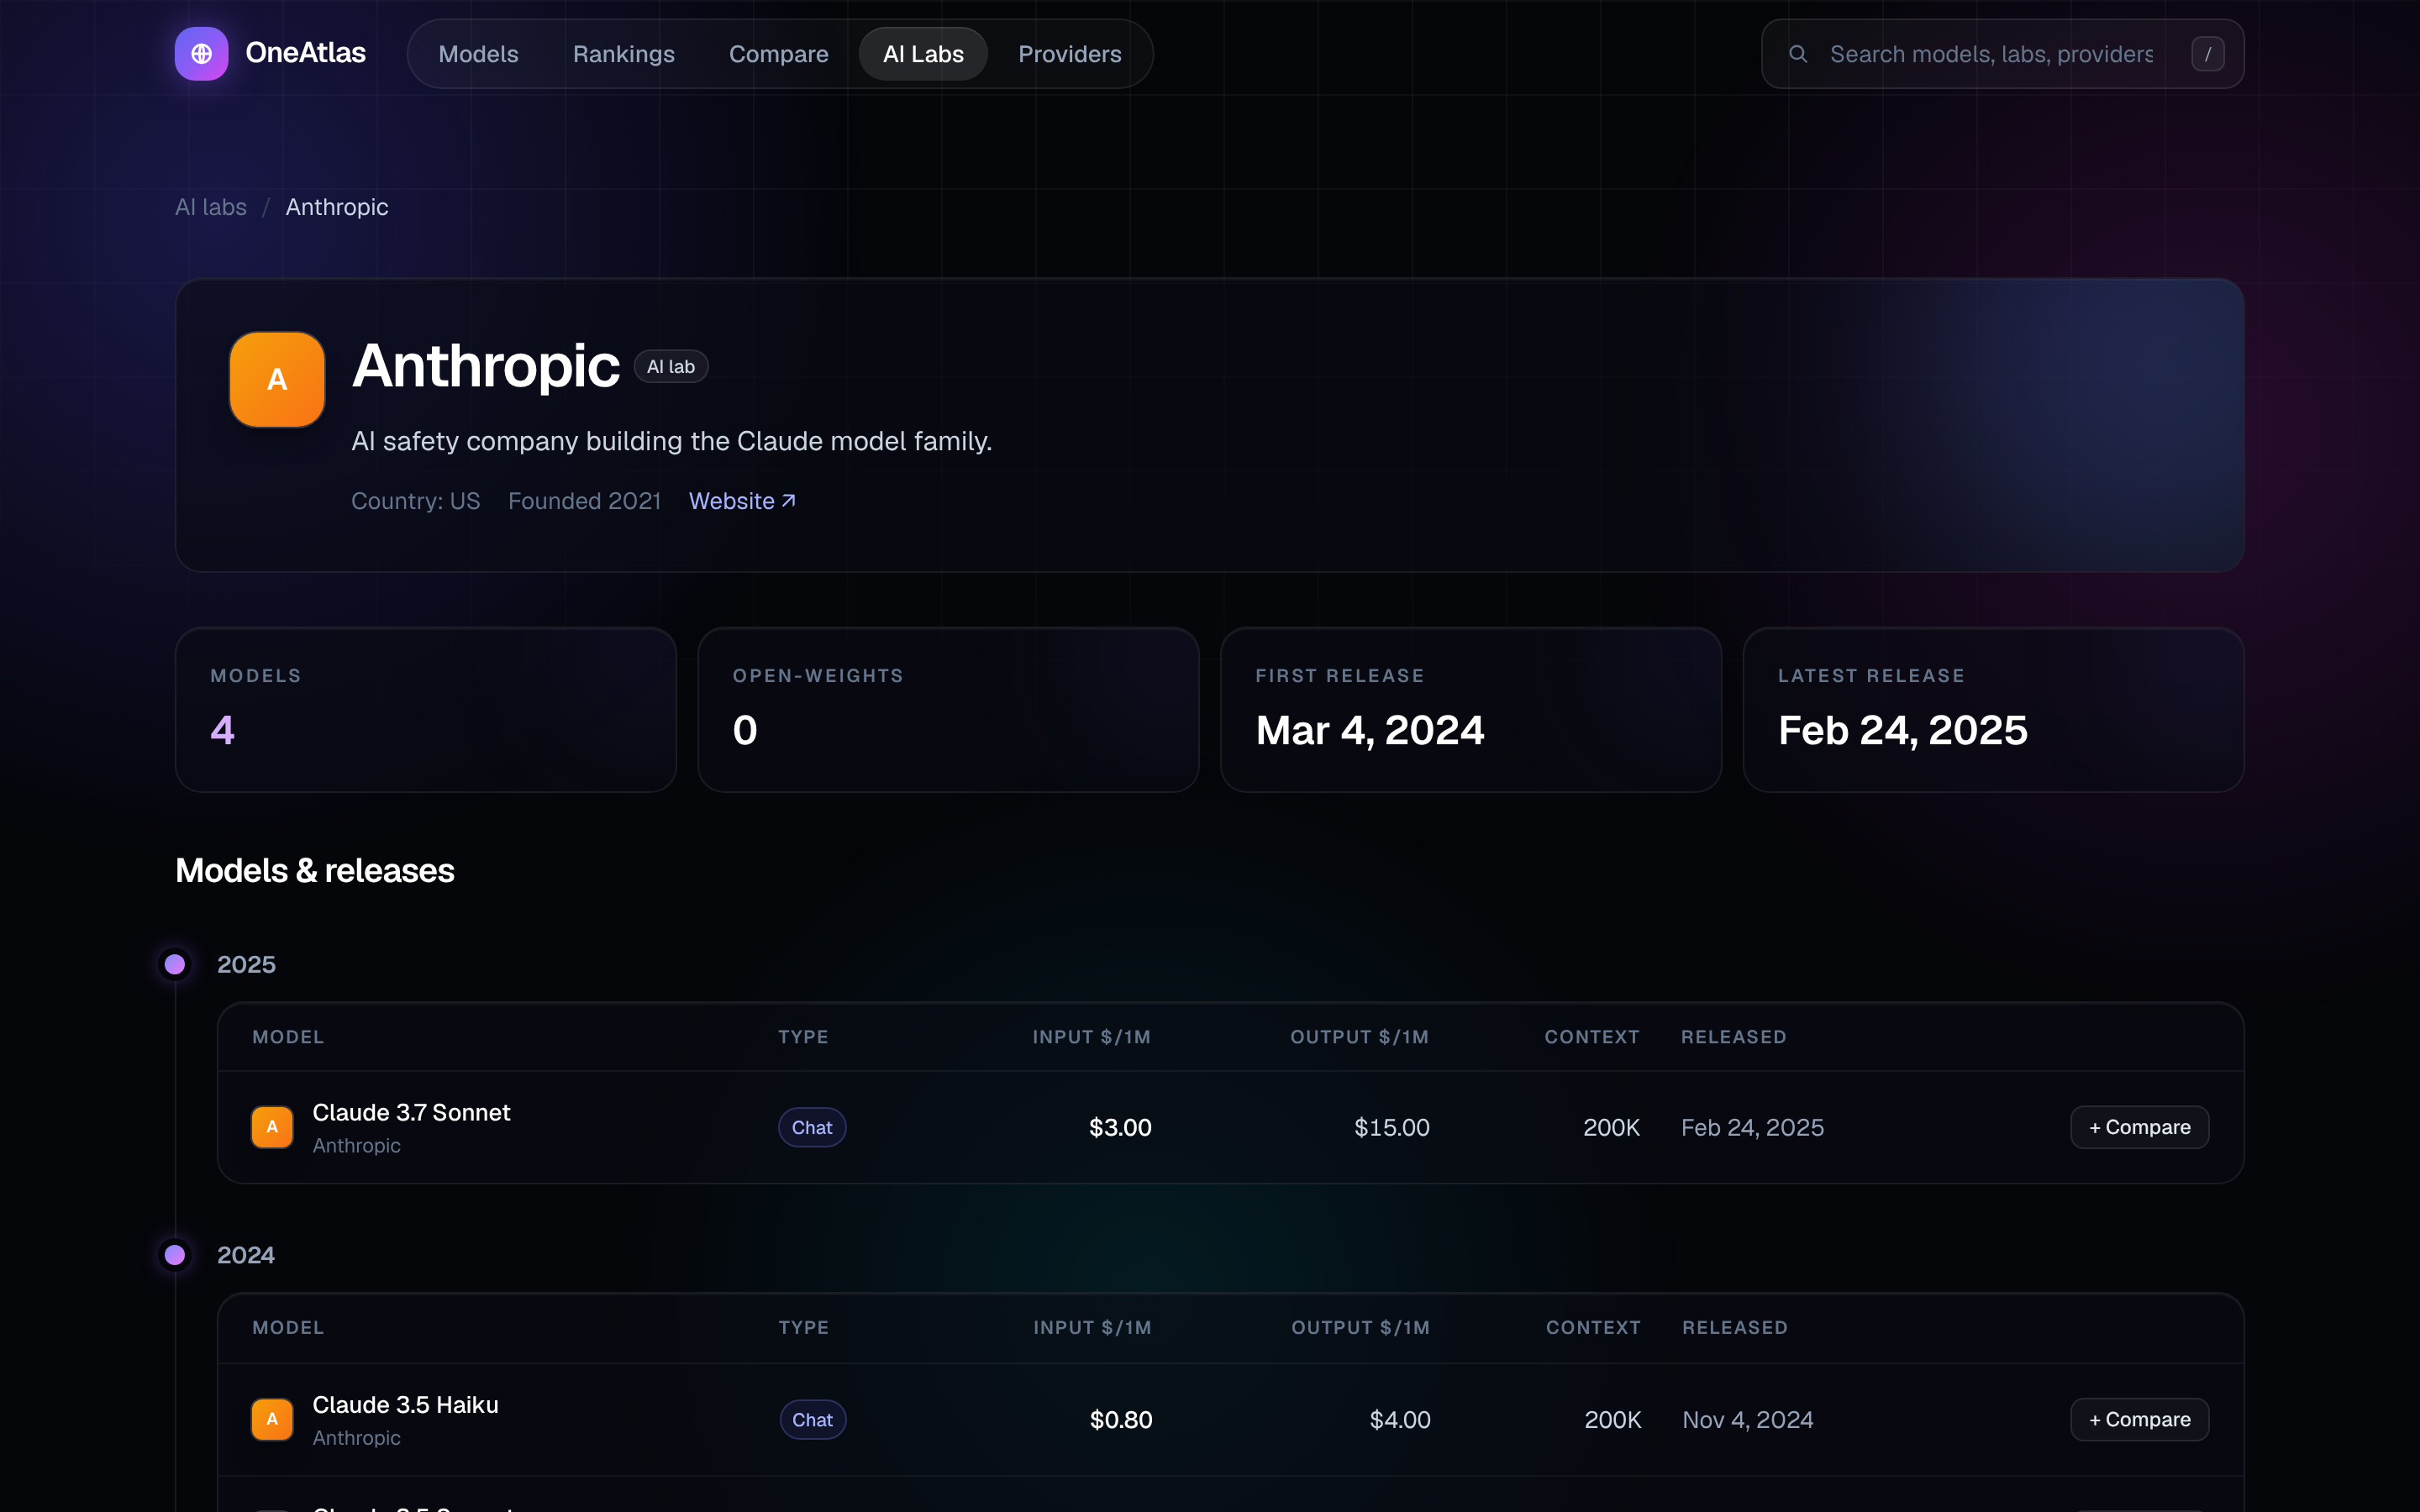 OneAtlas Models Rankings Compare AI Labs Providers Search models, labs, providers /
AI labs / Anthropic
A
Anthropic AI lab
AI safety company building the Claude model family.
Country: US Founded 2021 Website ↗
MODELS OPEN-WEIGHTS FIRST RELEASE LATEST RELEASE
4 0 Mar 4, 2024 Feb 24, 2025
Models & releases
2025
MODEL TYPE INPUT $/1M OUTPUT $/1M CONTEXT RELEASED
A Claude 3.7 Sonnet Chat $3.00 $15.00 200K Feb 24, 2025 + Compare
Anthropic
2024
MODEL TYPE INPUT $/1M OUTPUT $/1M CONTEXT RELEASED
A Claude 3.5 Haiku Chat $0.80 $4.00 200K Nov 4, 2024 + Compare
Anthropic